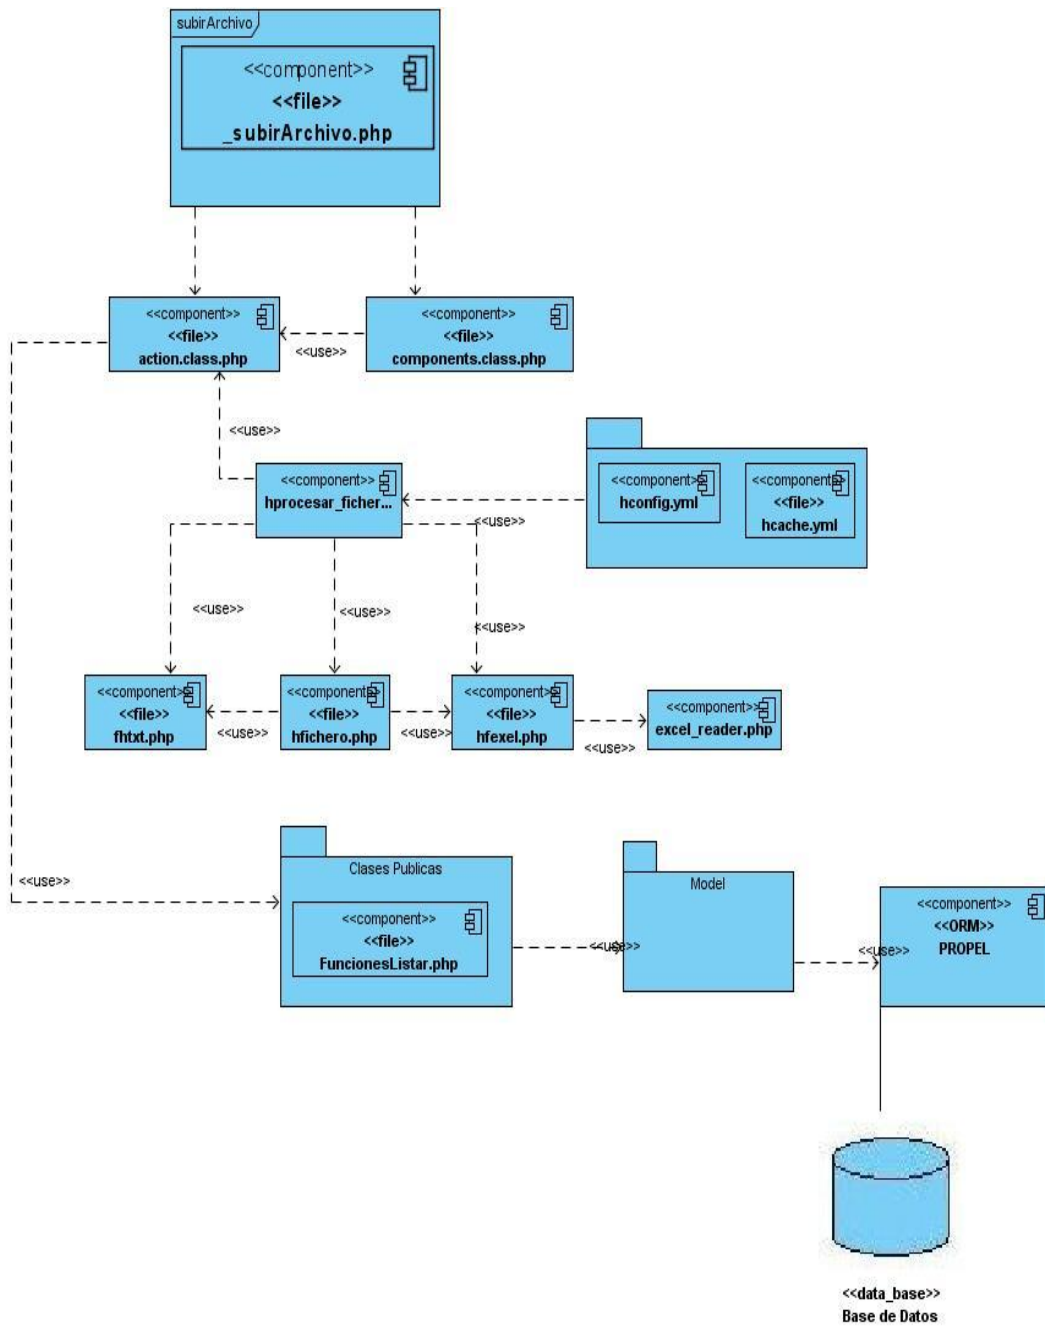 subirArchivo
<<component>>
<<file>>
_subirArchivo.php
<<component>>
<<file>>
action.class.php
<<use>>
<<component>>
<<file>>
components.class.php
<<use>>
<<component>>
hprocesar_ficher...
<<use>>
<<component>>
hconfig.yml
<<component>>
<<file>>
hcache.yml
<<use>>
<<use>>
<<use>>
<<component>>
<<file>>
fhtxt.php
<<use>>
<<component>>
<<file>>
hfichero.php
<<use>>
<<component>>
<<file>>
hfexel.php
<<use>>
<<component>>
excel_reader.php
<<use>>
Clases Publicas
<<component>>
<<file>>
FuncionesListar.php
<<use>>
Model
<<use>>
<<component>>
<<ORM>>
PROPEL
<<data_base>>
Base de Datos